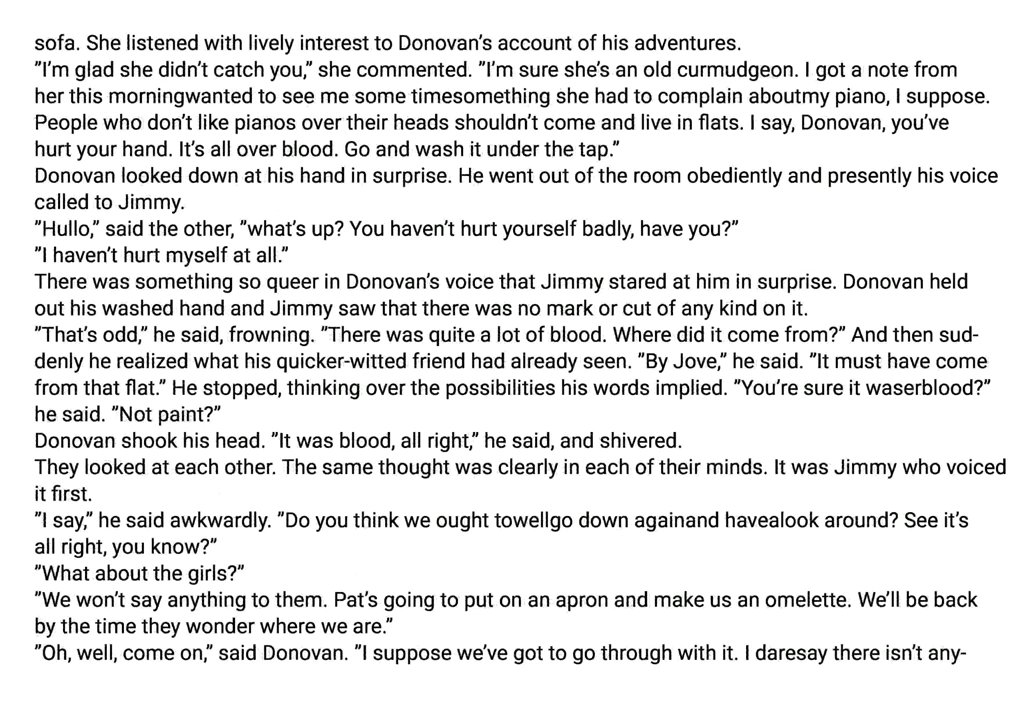 sofa. She listened with lively interest to Donovan’s account of his adventures.
”I’m glad she didn’t catch you,” she commented. ”I’m sure she’s an old curmudgeon. I got a note from
her this morningwanted to see me some timesomething she had to complain aboutmy piano, I suppose.
People who don’t like pianos over their heads shouldn’t come and live in flats. I say, Donovan, you’ve
hurt your hand. It’s all over blood. Go and wash it under the tap.”
Donovan looked down at his hand in surprise. He went out of the room obediently and presently his voice
called to Jimmy.
”Hullo,” said the other, ”what’s up? You haven’t hurt yourself badly, have you?”
”I haven’t hurt myself at all.”
There was something so queer in Donovan’s voice that Jimmy stared at him in surprise. Donovan held
out his washed hand and Jimmy saw that there was no mark or cut of any kind on it.
”That’s odd,” he said, frowning. ”There was quite a lot of blood. Where did it come from?” And then sud-
denly he realized what his quicker-witted friend had already seen. ”By Jove,” he said. ”It must have come
from that flat.” He stopped, thinking over the possibilities his words implied. ”You’re sure it waserblood?”
he said. ”Not paint?”
Donovan shook his head. ”It was blood, all right,” he said, and shivered.
They looked at each other. The same thought was clearly in each of their minds. It was Jimmy who voiced
it first.
”I say,” he said awkwardly. ”Do you think we ought towellgo down againand havealook around? See it’s
all right, you know?”
”What about the girls?”
”We won’t say anything to them. Pat’s going to put on an apron and make us an omelette. We’ll be back
by the time they wonder where we are.”
”Oh, well, come on,” said Donovan. ”I suppose we’ve got to go through with it. I daresay there isn’t any-